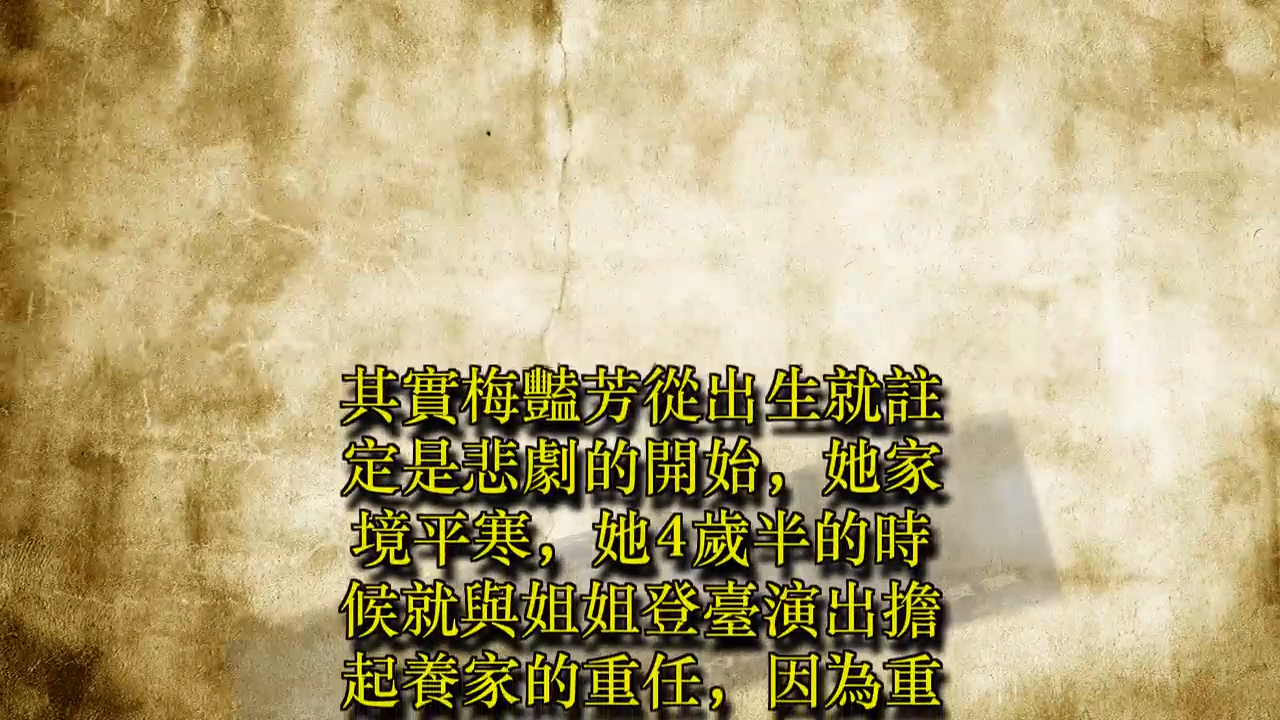 其實梅豔芳從出生就註
定是悲劇的開始，她家
境平寒，她4歲半的時
候就與姐姐登臺演出擔
起養家的重任，因為重